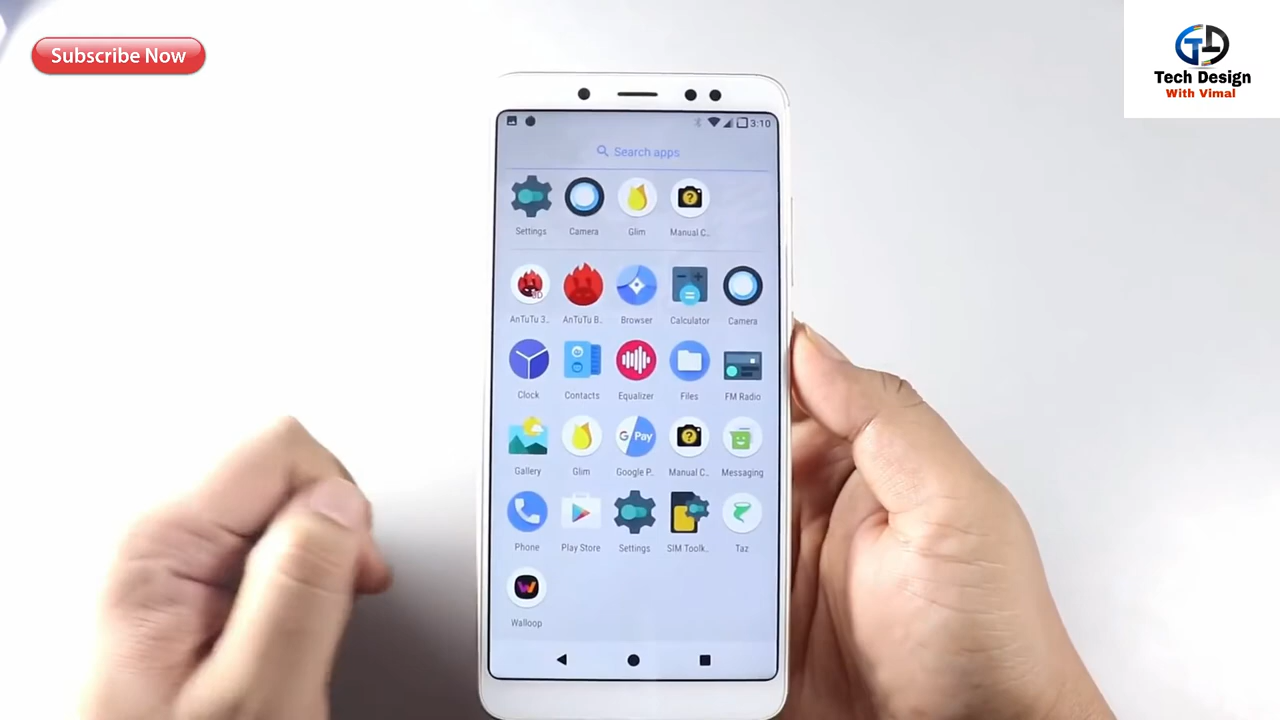 Subscribe Now
TD
Tech Design
With Vimal
3:10
Search apps
Settings
Camera
Glim
Manual C..
AnTuTu 3..
AnTuTu B..
Browser
Calculator
Camera
Clock
Contacts
Equalizer
Files
FM Radio
G Pay
Gallery
Glim
Google P..
Manual C..
Messaging
Phone
Play Store
Settings
SIM Toolk..
Taz
Walloop